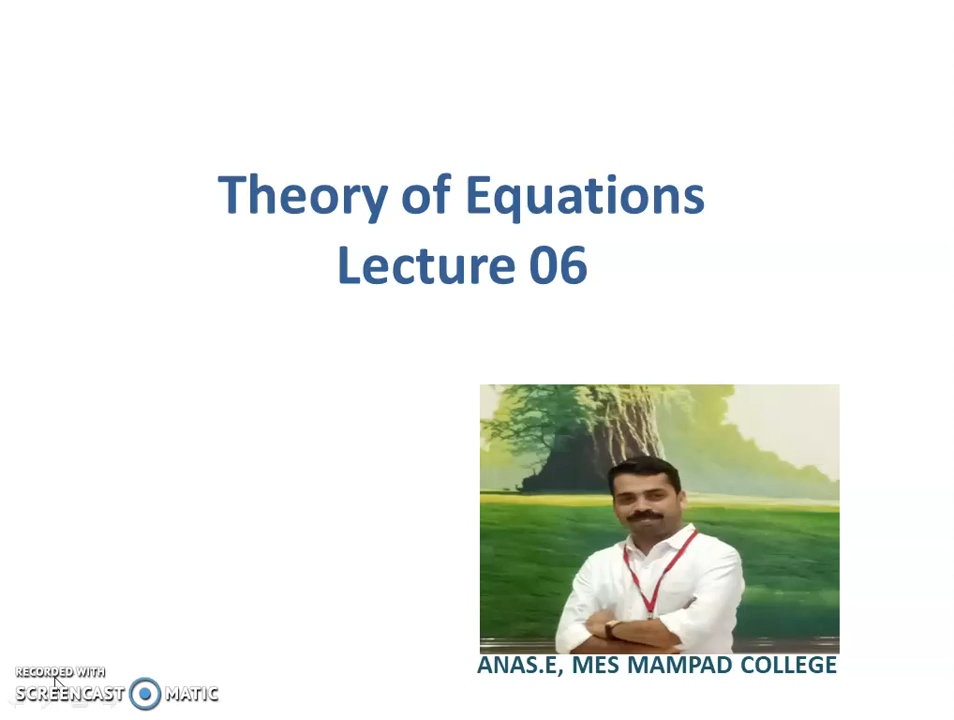 Theory of Equations
Lecture 06
ANAS.E, MES MAMPAD COLLEGE
RECORDED WITH
SCREENCAST MATIC